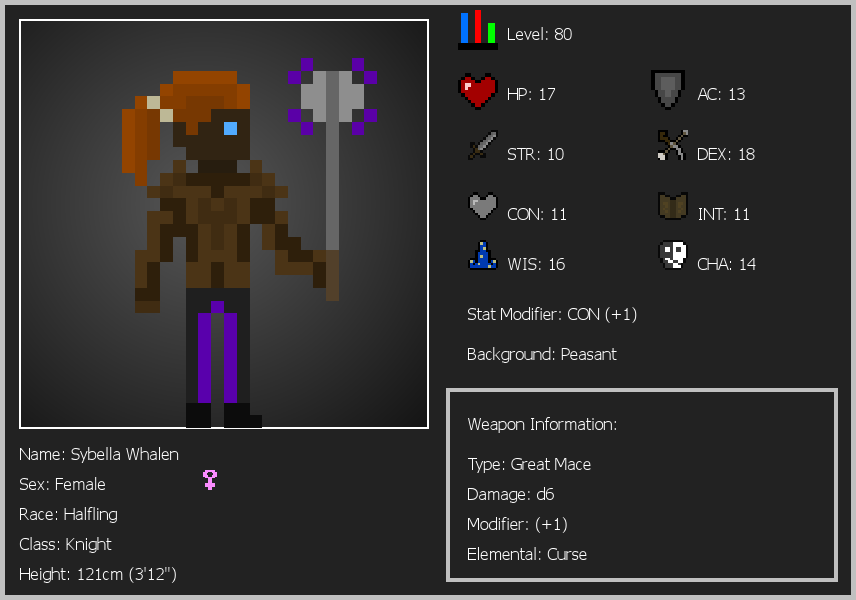 Level: 80
HP: 17
AC: 13
STR: 10
DEX: 18
CON: 11
INT: 11
WIS: 16
CHA: 14
Stat Modifier: CON (+1)
Background: Peasant
Weapon Information:
Type: Great Mace
Damage: d6
Modifier: (+1)
Elemental: Curse
Name: Sybella Whalen
Sex: Female
Race: Halfling
Class: Knight
Height: 121cm (3'12")